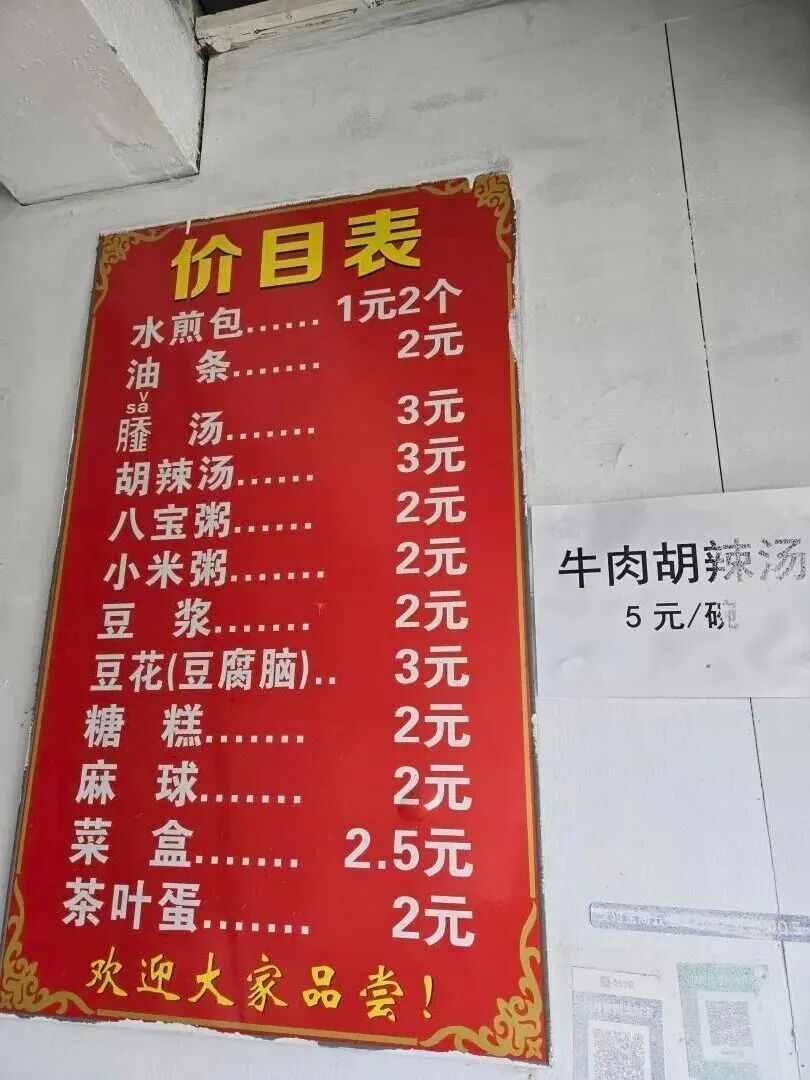 价目表
水煎包...... 1元2个
油 条....... 2元
sǎ
汤....... 3元
胡辣汤...... 3元
八宝粥...... 2元
小米粥....... 2元
豆 浆....... 2元
豆花(豆腐脑).. 3元
糖 糕....... 2元
麻 球....... 2元
菜 盒....... 2.5元
茶叶蛋....... 2元
欢迎大家品尝!
牛肉胡辣汤
5元/碗